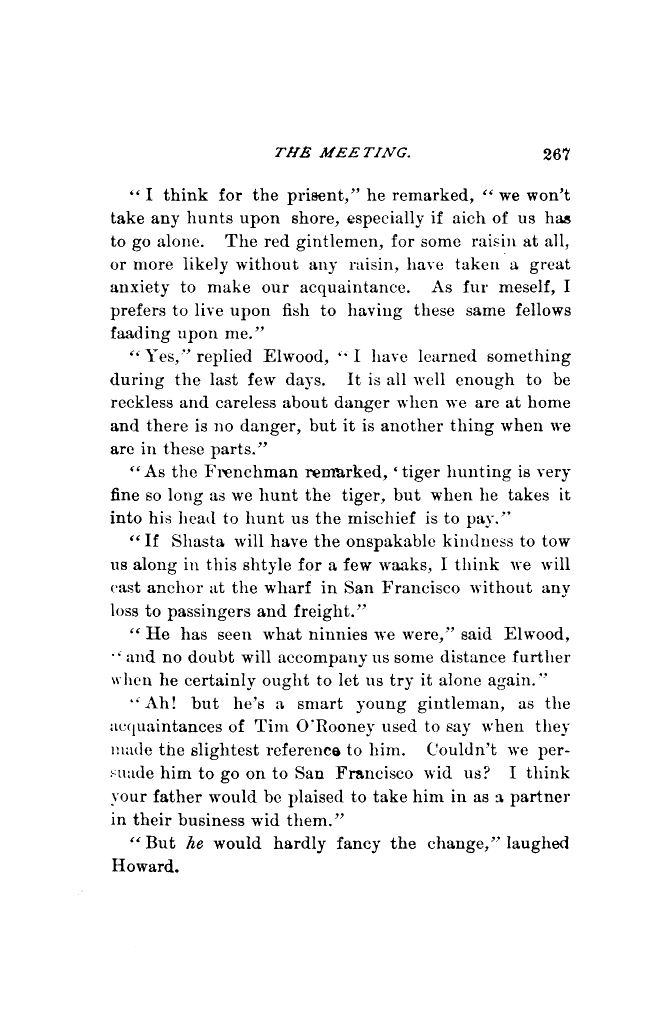 THE MEETING. 267
“ I think for the prisent,” he remarked, “ we won’t
take any hunts upon shore, especially if aich of us has
to go alone. The red gintlemen, for some raisin at all,
or more likely without any raisin, have taken a great
anxiety to make our acquaintance. As fur meself, I
prefers to live upon fish to having these same fellows
faading upon me.”
“ Yes,” replied Elwood, “ I have learned something
during the last few days. It is all well enough to be
reckless and careless about danger when we are at home
and there is no danger, but it is another thing when we
are in these parts.”
“ As the Frenchman remarked, ‘ tiger hunting is very
fine so long as we hunt the tiger, but when he takes it
into his head to hunt us the mischief is to pay.”
“ If Shasta will have the onspakable kindness to tow
us along in this shtyle for a few waaks, I think we will
cast anchor at the wharf in San Francisco without any
loss to passingers and freight.”
“ He has seen what ninnies we were,” said Elwood,
“ and no doubt will accompany us some distance further
when he certainly ought to let us try it alone again.”
“ Ah! but he’s a smart young gintleman, as the
acquaintances of Tim O’Rooney used to say when they
made the slightest reference to him. Couldn’t we per-
suade him to go on to San Francisco wid us? I think
your father would be plaised to take him in as a partner
in their business wid them.”
“ But he would hardly fancy the change,” laughed
Howard.